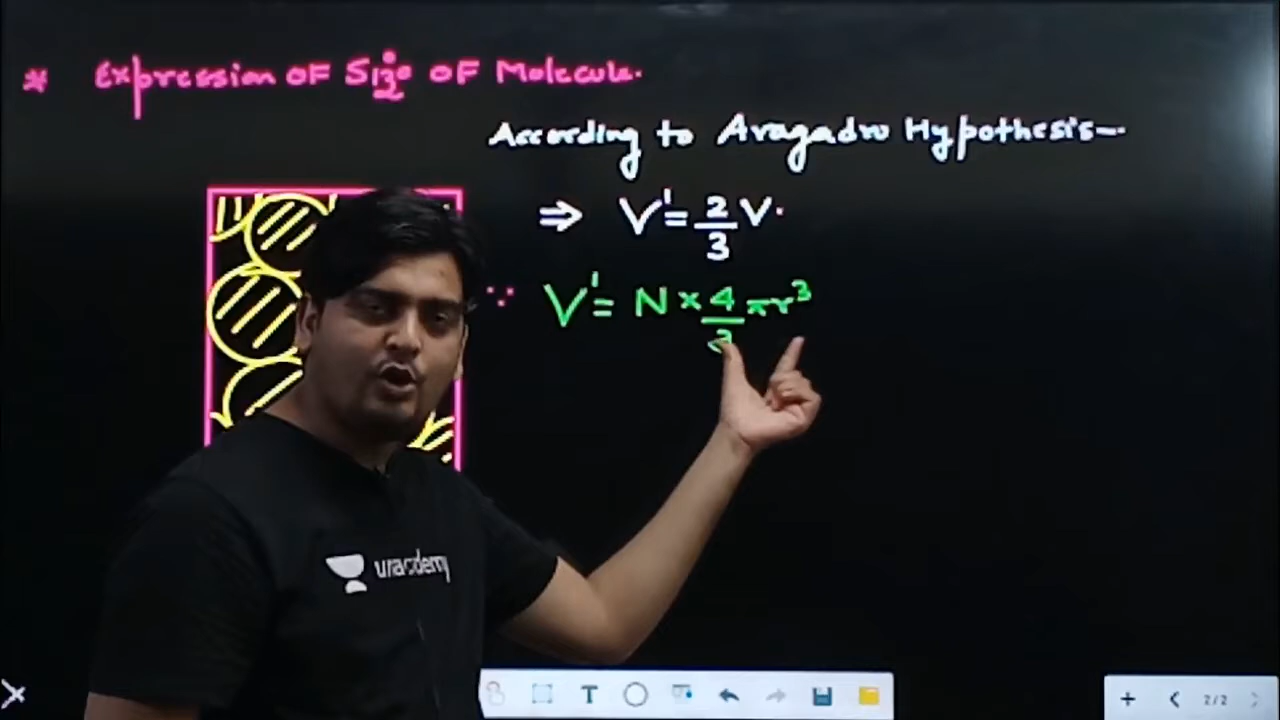 * Expression OF Size OF Molecule.
According to Avagadro Hypothesis—
⇒ V' = 2/3 V.
∵ V' = N × 4/3 πr³
unacademy
T
+ < 2/2 >